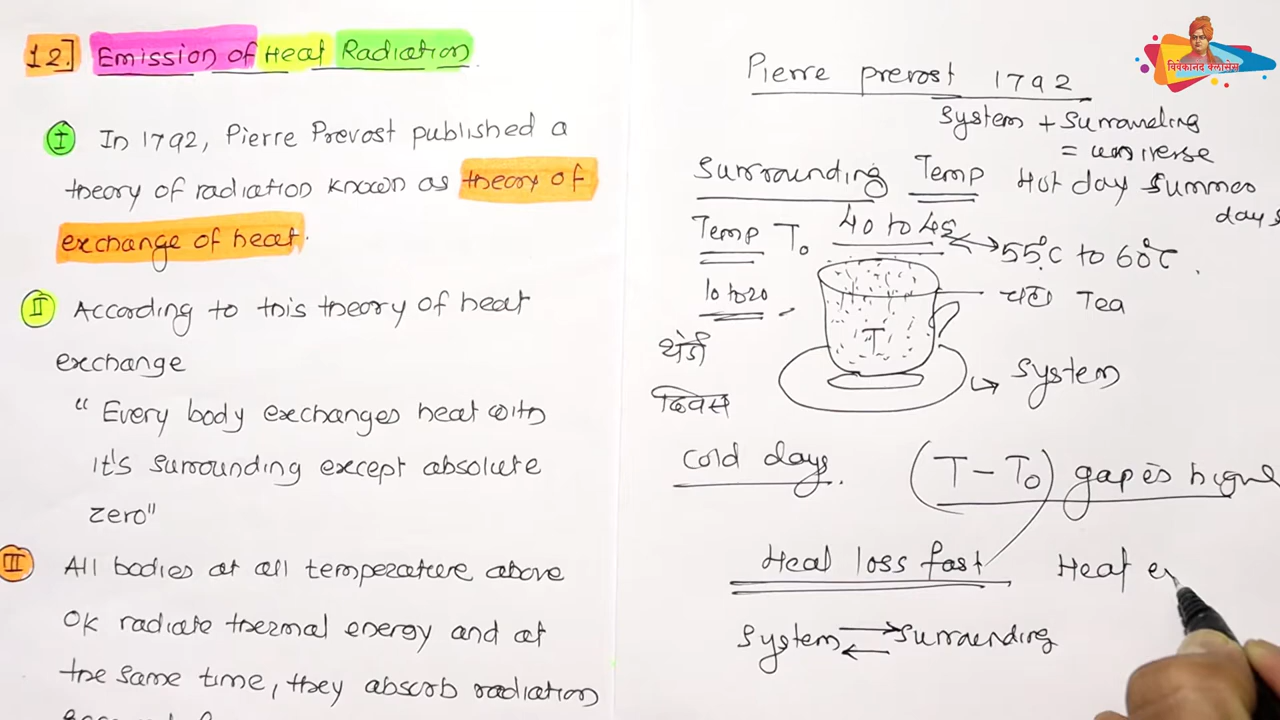 12] Emission of Heat Radiation.
I In 1792, Pierre Prevost published a
theory of radiation known as theory of
exchange of heat.
II According to this theory of heat
exchange
" Every body exchanges heat with
it's surrounding except absolute
zero"
III All bodies at all temperature above
0K radiate thermal energy and at
the same time, they absorb radiation
विवेकानंद क्लासेस
Pierre prevost 1792
System + Surrounding
= universe
Surrounding Temp Hot day Summer
days
Temp T₀ 40 to 45
55°C to 60°C.
10 to 20
चहा Tea
T
थंडी
दिवस
System
Cold days.
(T - T₀) gap is
Heat loss fast
Heat ex
System ⇄ Surrounding